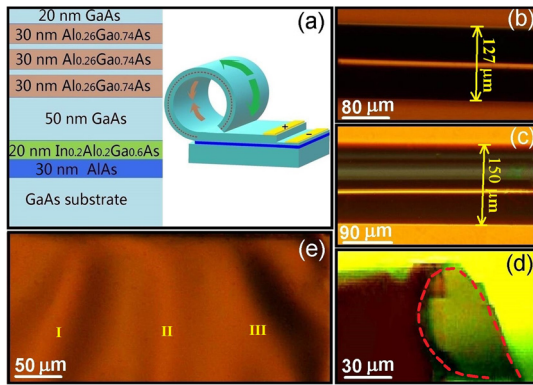 (a)
20 nm GaAs
30 nm Al0.26Ga0.74As
30 nm Al0.26Ga0.74As
30 nm Al0.26Ga0.74As
50 nm GaAs
20 nm In0.2Al0.2Ga0.6As
30 nm AlAs
GaAs substrate
+
-
(b)
127 μm
80 μm
(c)
150 μm
90 μm
(d)
30 μm
(e)
I
II
III
50 μm